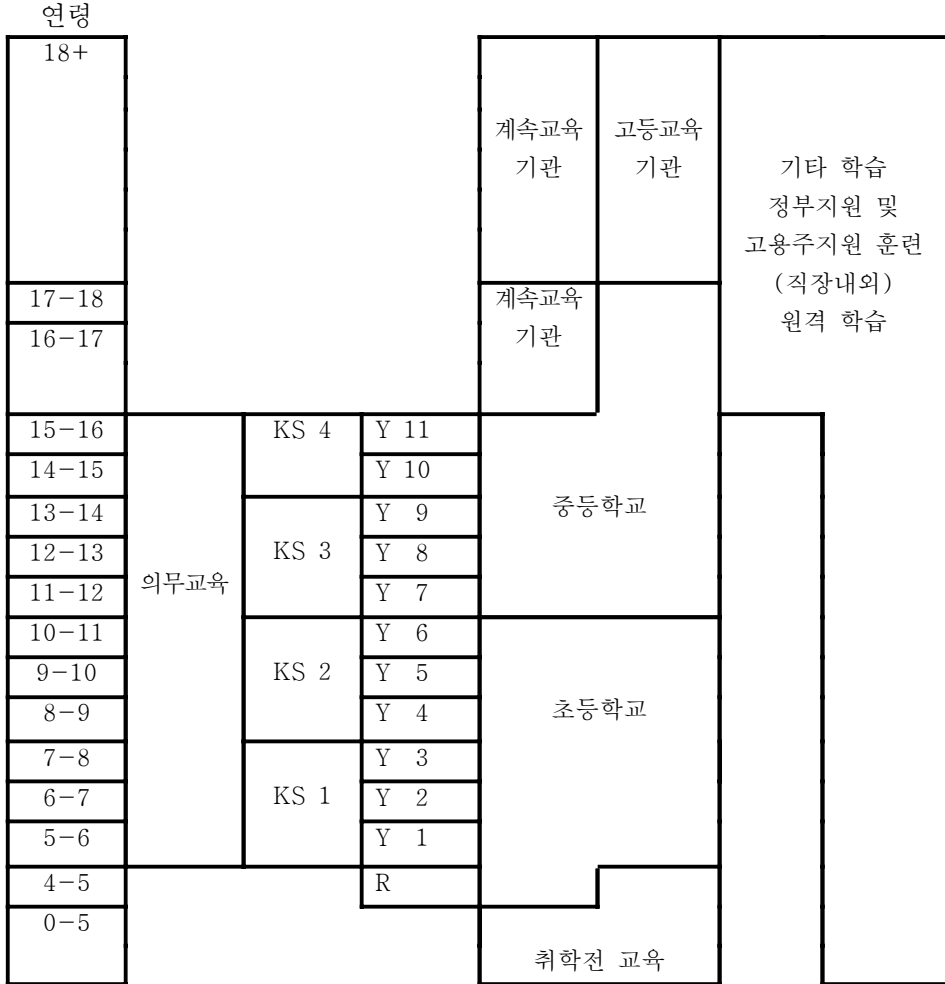 연령
18+
계속교육 고등교육
기관 기관 기타 학습
정부지원 및
고용주지원 훈련
(직장내외)
원격 학습
17-18 계속교육
16-17 기관
15-16 KS 4 Y 11
14-15 Y 10
13-14 Y 9 중등학교
12-13 KS 3 Y 8
11-12 의무교육 Y 7
10-11 Y 6
9-10 KS 2 Y 5
8-9 Y 4 초등학교
7-8 Y 3
6-7 KS 1 Y 2
5-6 Y 1
4-5 R
0-5
취학전 교육